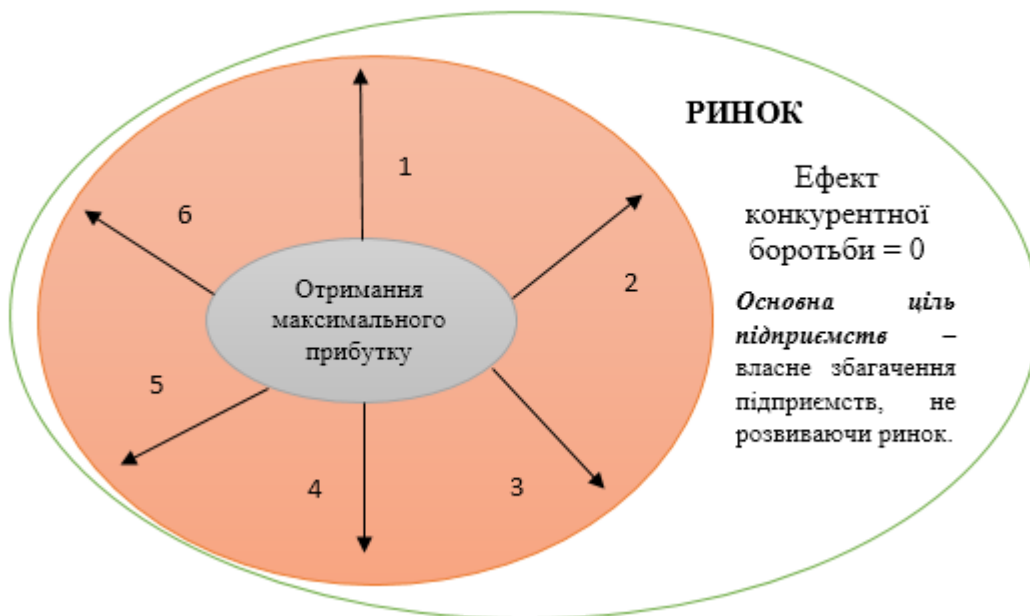 РИНОК
Ефект
конкурентної
боротьби = 0
Основна ціль
підприємств –
власне збагачення
підприємств, не
розвиваючи ринок.
Отримання
максимального
прибутку
1
2
3
4
5
6